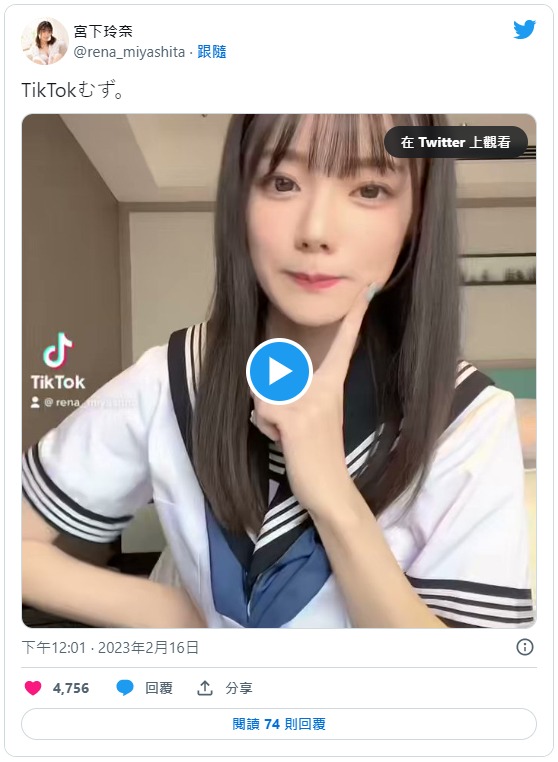 宮下玲奈
@rena_miyashita · 跟隨
TikTokむず。
在 Twitter 上觀看
TikTok
@ rena_miyashita
下午12:01 · 2023年2月16日
4,756 回覆 分享
閱讀 74 則回覆